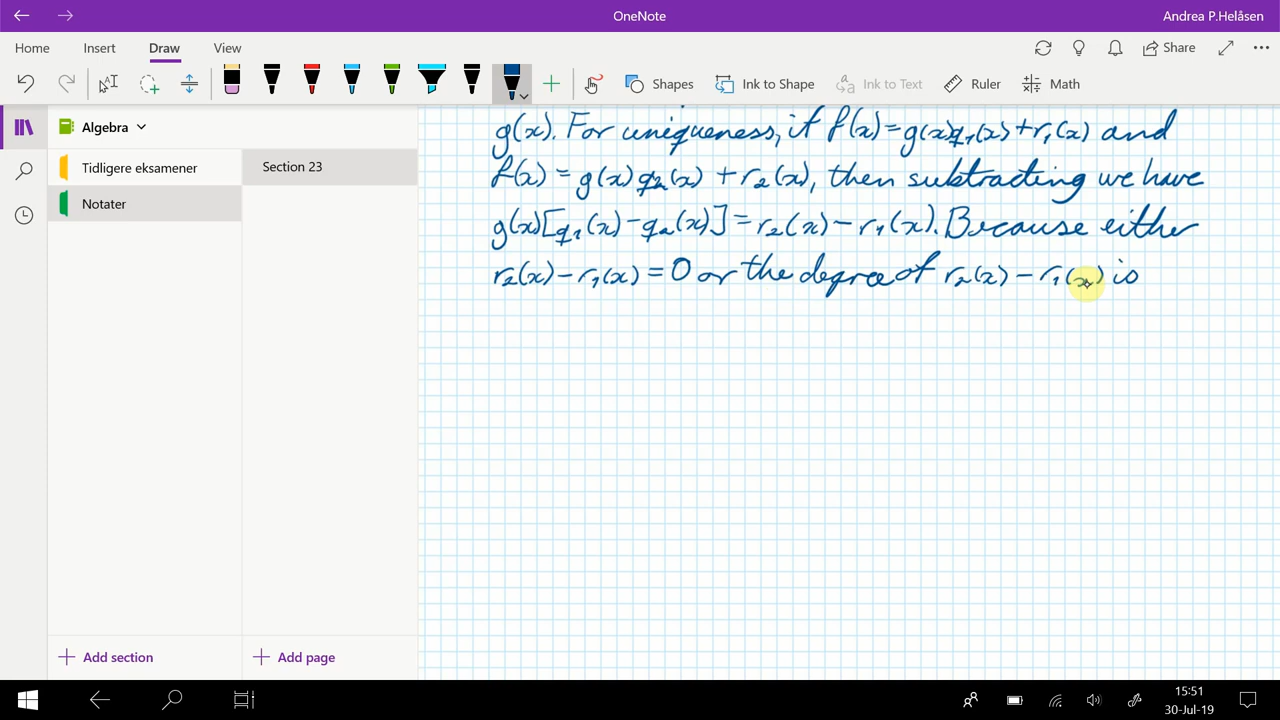 OneNote
Andrea P.Helåsen
Home Insert Draw View
Share
Shapes Ink to Shape Ink to Text Ruler Math
Algebra
Tidligere eksamener
Notater
Section 23
g(x). For uniqueness, if f(x) = g(x)q₁(x) + r₁(x) and
f(x) = g(x) q₂(x) + r₂(x), then subtracting we have
g(x)[q₁(x) - q₂(x)] = r₂(x) - r₁(x). Because either
r₂(x) - r₁(x) = 0 or the degree of r₂(x) - r₁(x) is
Add section
Add page
15:51
30-Jul-19